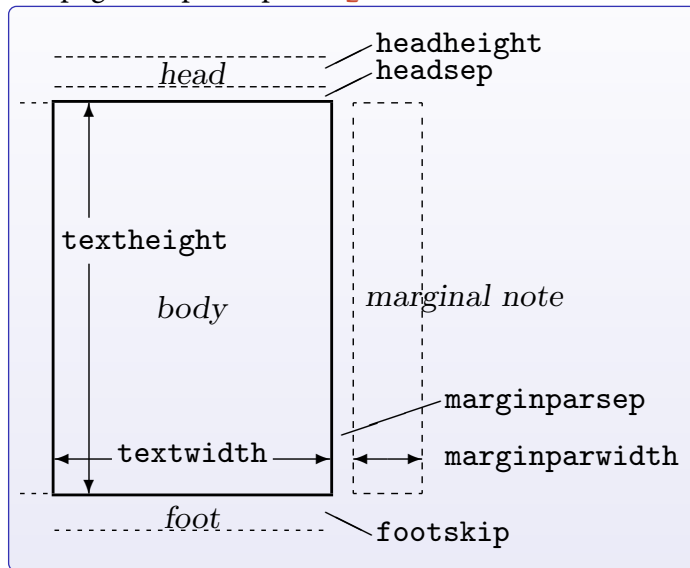 headheight
head
headsep
textheight
body
marginal note
marginparsep
textwidth
marginparwidth
foot
footskip